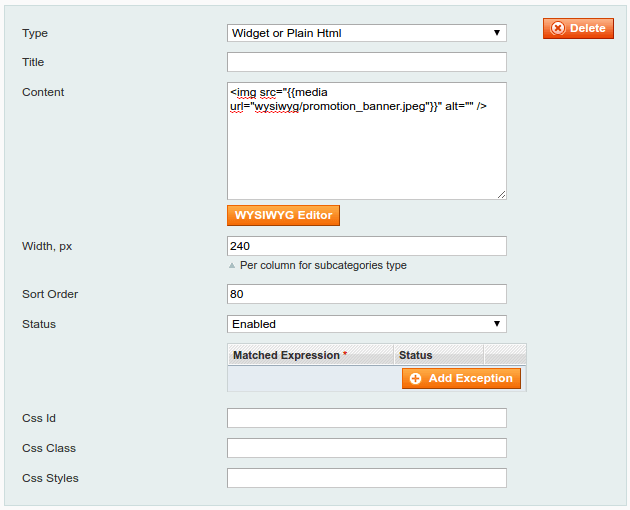 Type
Widget or Plain Html
Delete
Title
Content
<img src="{{media
url="wysiwyg/promotion_banner.jpeg"}}" alt="" />
WYSIWYG Editor
Width, px
240
Per column for subcategories type
Sort Order
80
Status
Enabled
Matched Expression *
Status
Add Exception
Css Id
Css Class
Css Styles